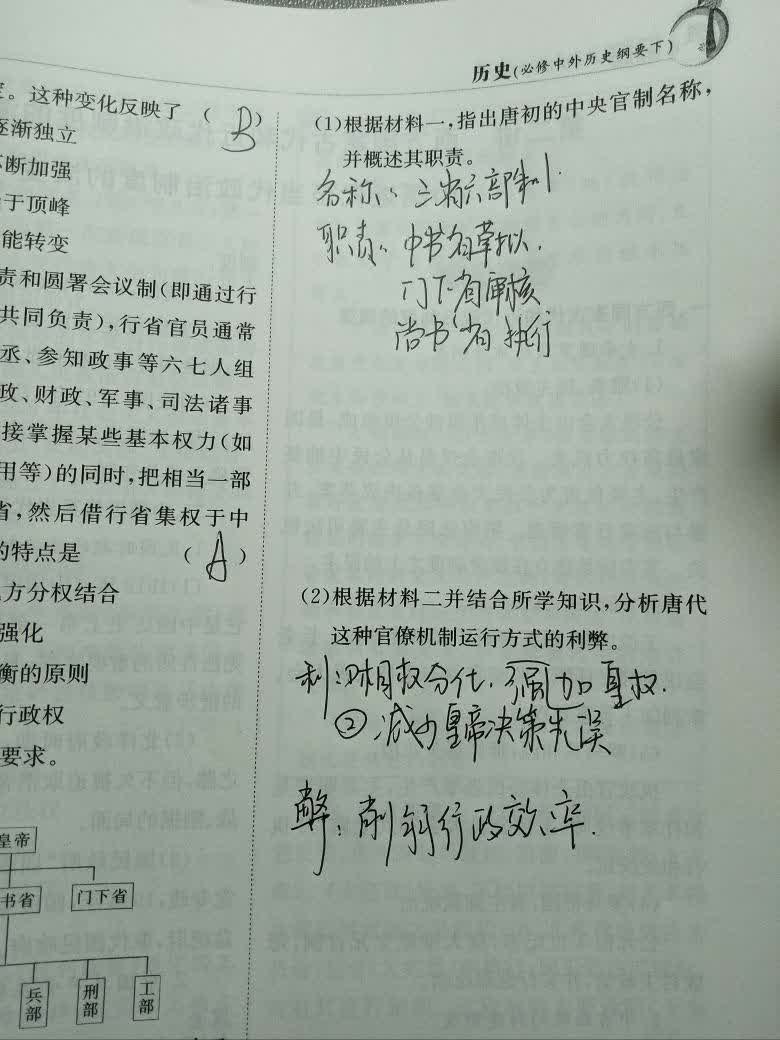 历史(必修中外历史纲要下)
。这种变化反映了 ( B )
逐渐独立
不断加强
于顶峰
能转变
责和圆署会议制(即通过行
共同负责),行省官员通常
丞、参知政事等六七人组
政、财政、军事、司法诸事
接掌握某些基本权力(如
用等)的同时,把相当一部
省,然后借行省集权于中
的特点是 ( A )
方分权结合
强化
衡的原则
行政权
要求。
皇帝
书省 门下省
兵部 刑部 工部
(1)根据材料一,指出唐初的中央官制名称,
并概述其职责。
名称:三省六部制
职责:中书省草拟.
门下省审核
尚书省执行
(2)根据材料二并结合所学知识,分析唐代
这种官僚机制运行方式的利弊。
利:①相权分化.强加皇权.
②减少皇帝决策失误
弊:削弱行政效率.